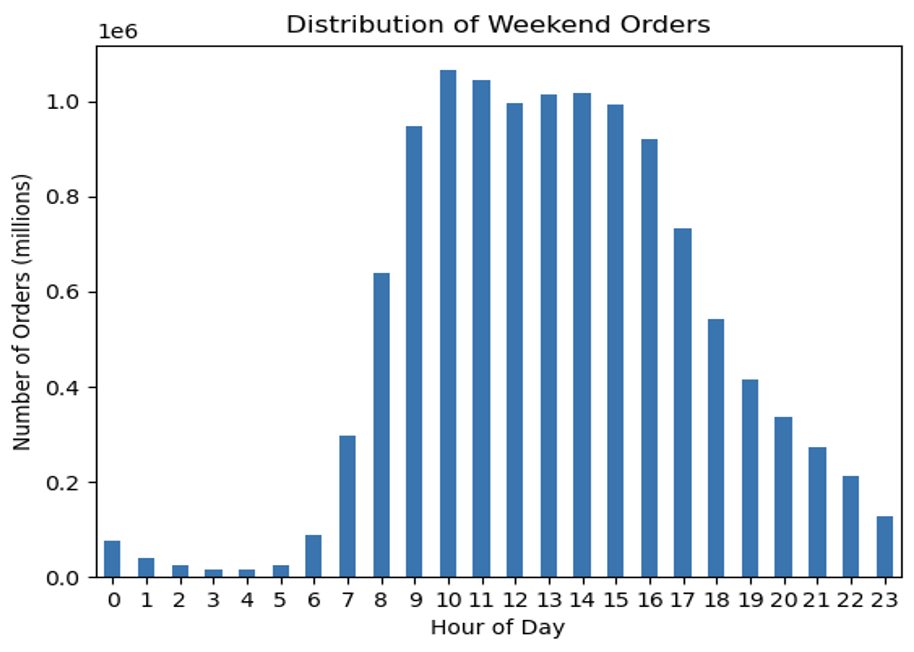 Distribution of Weekend Orders
1e6
Number of Orders (millions)
1.0
0.8
0.6
0.4
0.2
0.0
0 1 2 3 4 5 6 7 8 9 10 11 12 13 14 15 16 17 18 19 20 21 22 23
Hour of Day